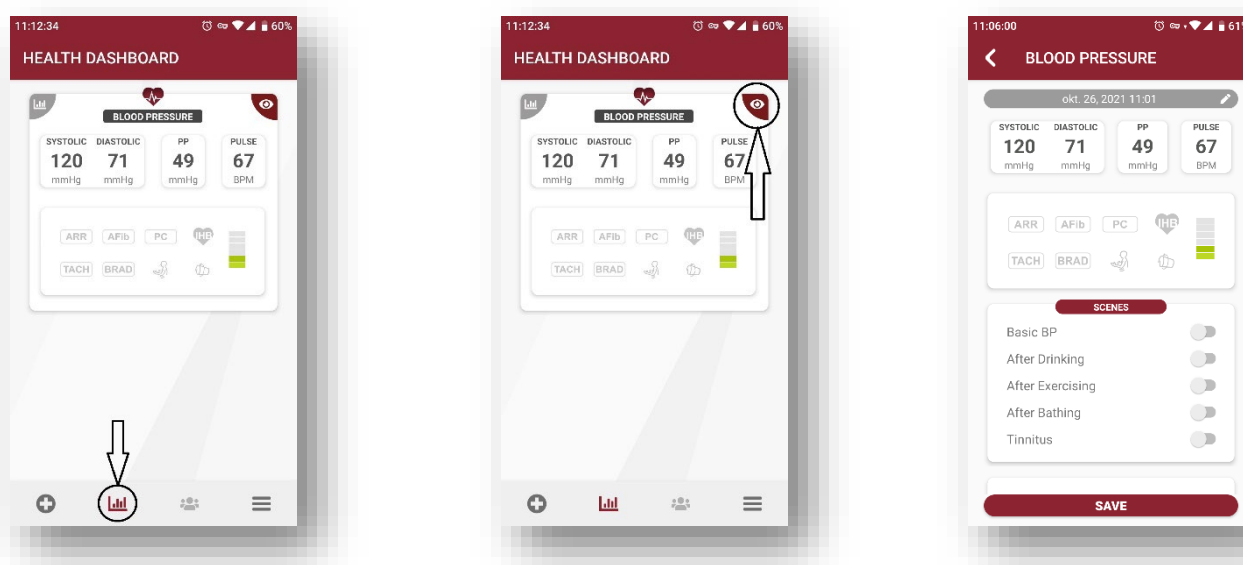 11:12:34 60%
HEALTH DASHBOARD
BLOOD PRESSURE
SYSTOLIC DIASTOLIC PP PULSE
120 71 49 67
mmHg mmHg mmHg BPM
ARR AFib PC IHB
TACH BRAD
11:12:34 60%
HEALTH DASHBOARD
BLOOD PRESSURE
SYSTOLIC DIASTOLIC PP PULSE
120 71 49 67
mmHg mmHg mmHg BPM
ARR AFib PC IHB
TACH BRAD
11:06:00 61%
BLOOD PRESSURE
okt. 26, 2021 11:01
SYSTOLIC DIASTOLIC PP PULSE
120 71 49 67
mmHg mmHg mmHg BPM
ARR AFib PC IHB
TACH BRAD
SCENES
Basic BP
After Drinking
After Exercising
After Bathing
Tinnitus
SAVE